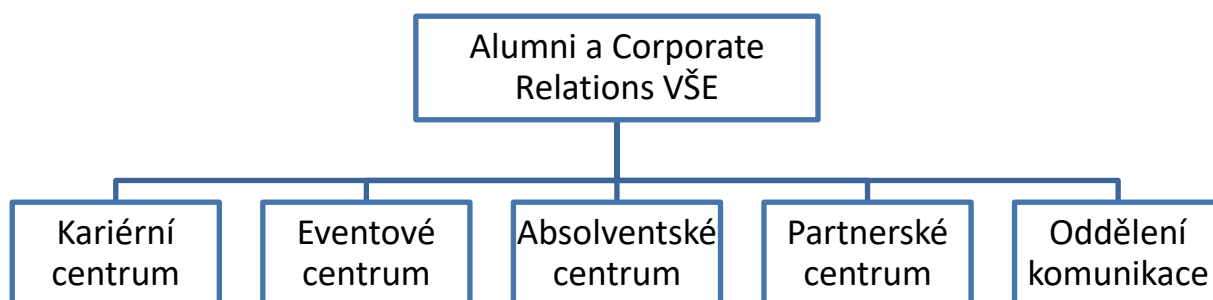 Alumni a Corporate
Relations VŠE
Kariérní
centrum
Eventové
centrum
Absolventské
centrum
Partnerské
centrum
Oddělení
komunikace